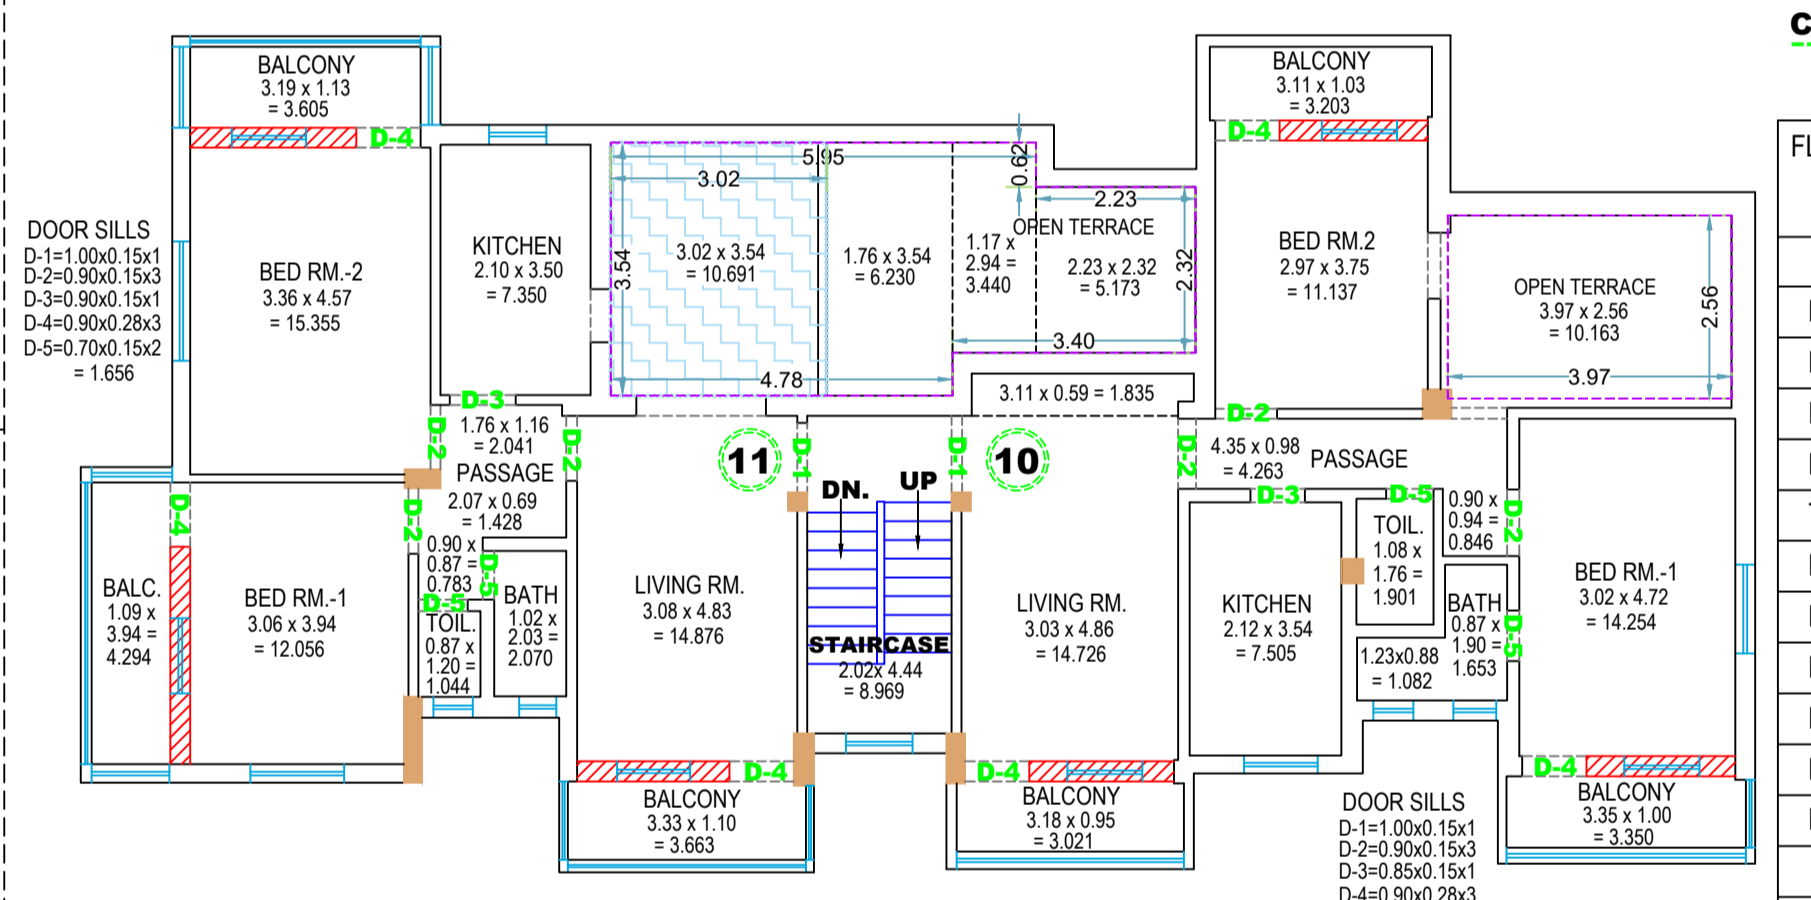 BALCONY
3.19 x 1.13
= 3.605
D-4
DOOR SILLS
D-1=1.00x0.15x1
D-2=0.90x0.15x3
D-3=0.90x0.15x1
D-4=0.90x0.28x3
D-5=0.70x0.15x2
= 1.656
BED RM.-2
3.36 x 4.57
= 15.355
KITCHEN
2.10 x 3.50
= 7.350
5.95
3.02
3.54
3.02 x 3.54
= 10.691
4.78
1.76 x 3.54
= 6.230
0.62
1.17 x
2.94 =
3.440
2.23
OPEN TERRACE
2.23 x 2.32
= 5.173
2.32
3.40
3.11 x 0.59 = 1.835
BALCONY
3.11 x 1.03
= 3.203
D-4
BED RM.2
2.97 x 3.75
= 11.137
OPEN TERRACE
3.97 x 2.56
= 10.163
2.56
3.97
D-3
D-2
1.76 x 1.16
= 2.041
PASSAGE
2.07 x 0.69
= 1.428
D-2
D-2
0.90 x
0.87 =
0.783
D-5
D-5
TOIL.
0.87 x
1.20 =
1.044
BATH
1.02 x
2.03 =
2.070
D-4
BALC.
1.09 x
3.94 =
4.294
BED RM.-1
3.06 x 3.94
= 12.056
11
D-1
LIVING RM.
3.08 x 4.83
= 14.876
D-4
BALCONY
3.33 x 1.10
= 3.663
DN.
UP
STAIRCASE
2.02x 4.44
= 8.969
D-1
10
LIVING RM.
3.03 x 4.86
= 14.726
D-4
BALCONY
3.18 x 0.95
= 3.021
D-2
D-2
4.35 x 0.98
= 4.263
PASSAGE
D-3
D-5
KITCHEN
2.12 x 3.54
= 7.505
TOIL.
1.08 x
1.76 =
1.901
0.90 x
0.94 =
0.846
D-2
BATH
0.87 x
1.90 =
1.653
D-5
1.23x0.88
= 1.082
BED RM.-1
3.02 x 4.72
= 14.254
D-4
BALCONY
3.35 x 1.00
= 3.350
DOOR SILLS
D-1=1.00x0.15x1
D-2=0.90x0.15x3
D-3=0.85x0.15x1
D-4=0.90x0.28x3